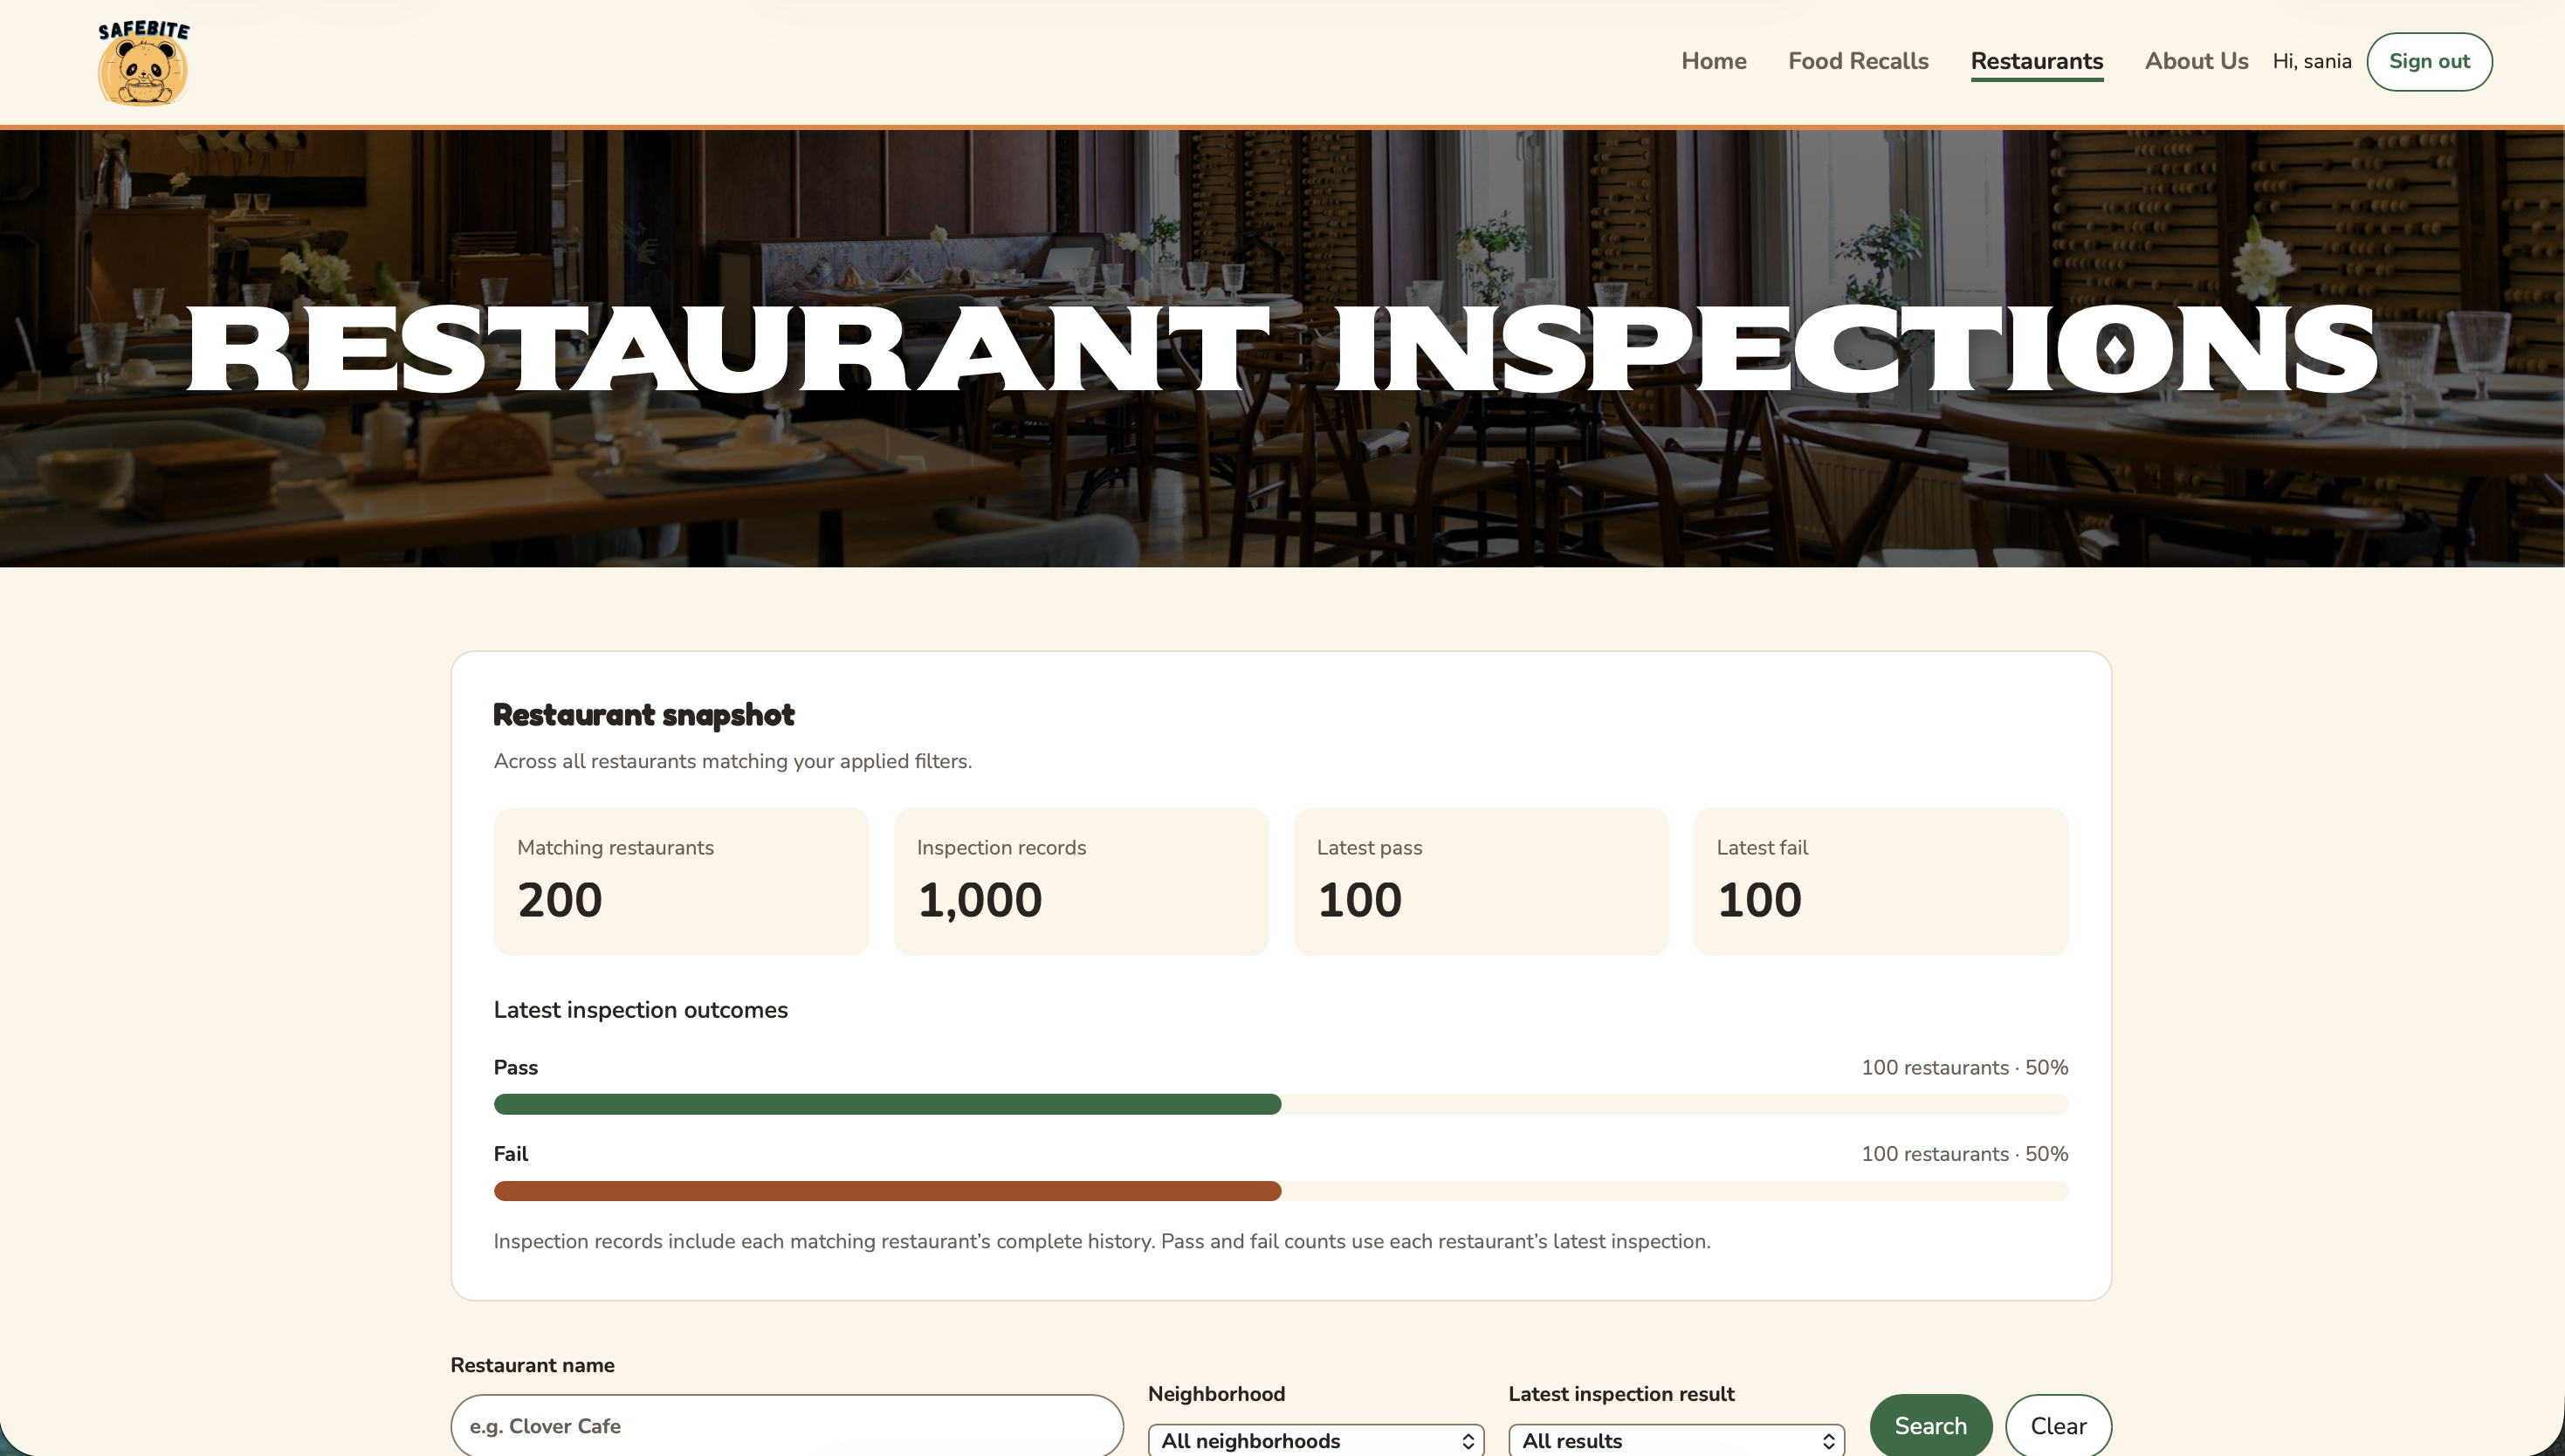 SAFEBITE
Home Food Recalls Restaurants About Us Hi, sania Sign out
RESTAURANT INSPECTIONS
Restaurant snapshot
Across all restaurants matching your applied filters.
Matching restaurants
200
Inspection records
1,000
Latest pass
100
Latest fail
100
Latest inspection outcomes
Pass 100 restaurants · 50%
Fail 100 restaurants · 50%
Inspection records include each matching restaurant’s complete history. Pass and fail counts use each restaurant’s latest inspection.
Restaurant name
e.g. Clover Cafe
Neighborhood
All neighborhoods
Latest inspection result
All results
Search
Clear